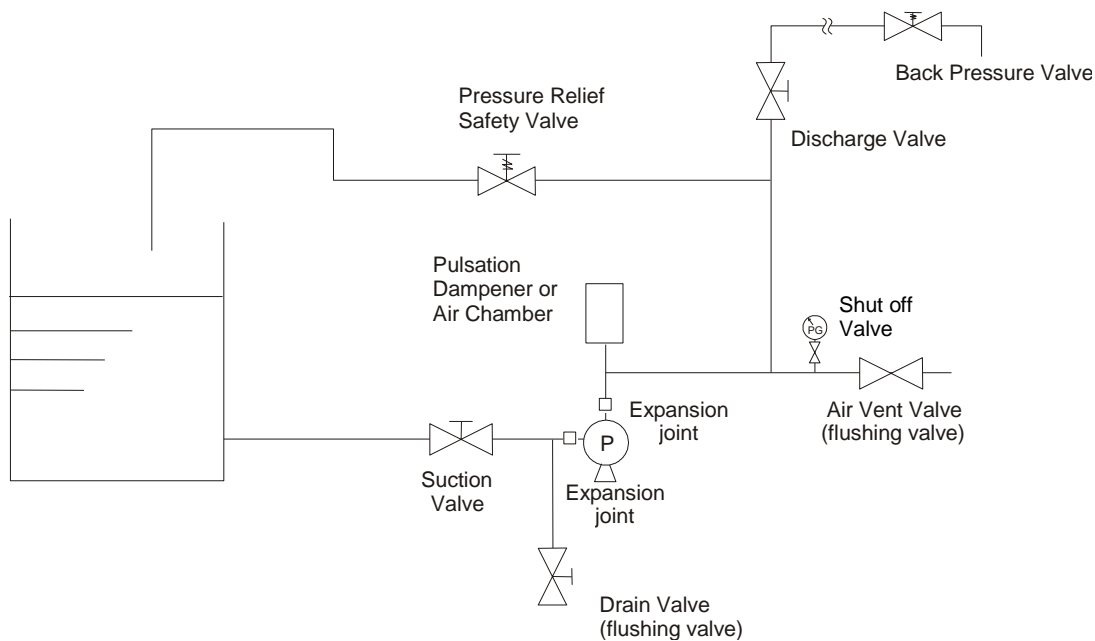 Back Pressure Valve
Pressure Relief
Safety Valve
Discharge Valve
Pulsation
Dampener or
Air Chamber
Shut off
Valve
PG
Expansion
joint
Air Vent Valve
(flushing valve)
P
Suction
Valve
Expansion
joint
Drain Valve
(flushing valve)